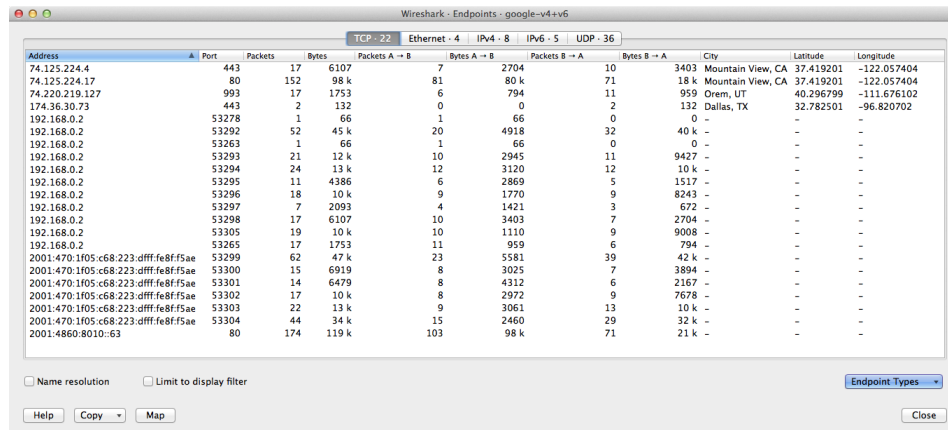 Wireshark · Endpoints · google-v4+v6
TCP · 22 Ethernet · 4 IPv4 · 8 IPv6 · 5 UDP · 36
Address Port Packets Bytes Packets A → B Bytes A → B Packets B → A Bytes B → A City Latitude Longitude
74.125.224.4 443 17 6107 7 2704 10 3403 Mountain View, CA 37.419201 -122.057404
74.125.224.17 80 152 98 k 81 80 k 71 18 k Mountain View, CA 37.419201 -122.057404
74.220.219.127 993 17 1753 6 794 11 959 Orem, UT 40.296799 -111.676102
174.36.30.73 443 2 132 0 0 2 132 Dallas, TX 32.782501 -96.820702
192.168.0.2 53278 1 66 1 66 0 0 - - -
192.168.0.2 53292 52 45 k 20 4918 32 40 k - - -
192.168.0.2 53263 1 66 1 66 0 0 - - -
192.168.0.2 53293 21 12 k 10 2945 11 9427 - - -
192.168.0.2 53294 24 13 k 12 3120 12 10 k - - -
192.168.0.2 53295 11 4386 6 2869 5 1517 - - -
192.168.0.2 53296 18 10 k 9 1770 9 8243 - - -
192.168.0.2 53297 7 2093 4 1421 3 672 - - -
192.168.0.2 53298 17 6107 10 3403 7 2704 - - -
192.168.0.2 53305 19 10 k 10 1110 9 9008 - - -
192.168.0.2 53265 17 1753 11 959 6 794 - - -
2001:470:1f05:c68:223:dfff:fe8f:f5ae 53299 62 47 k 23 5581 39 42 k - - -
2001:470:1f05:c68:223:dfff:fe8f:f5ae 53300 15 6919 8 3025 7 3894 - - -
2001:470:1f05:c68:223:dfff:fe8f:f5ae 53301 14 6479 8 4312 6 2167 - - -
2001:470:1f05:c68:223:dfff:fe8f:f5ae 53302 17 10 k 8 2972 9 7678 - - -
2001:470:1f05:c68:223:dfff:fe8f:f5ae 53303 22 13 k 9 3061 13 10 k - - -
2001:470:1f05:c68:223:dfff:fe8f:f5ae 53304 44 34 k 15 2460 29 32 k - - -
2001:4860:8010::63 80 174 119 k 103 98 k 71 21 k - - -
Name resolution Limit to display filter Endpoint Types
Help Copy Map Close